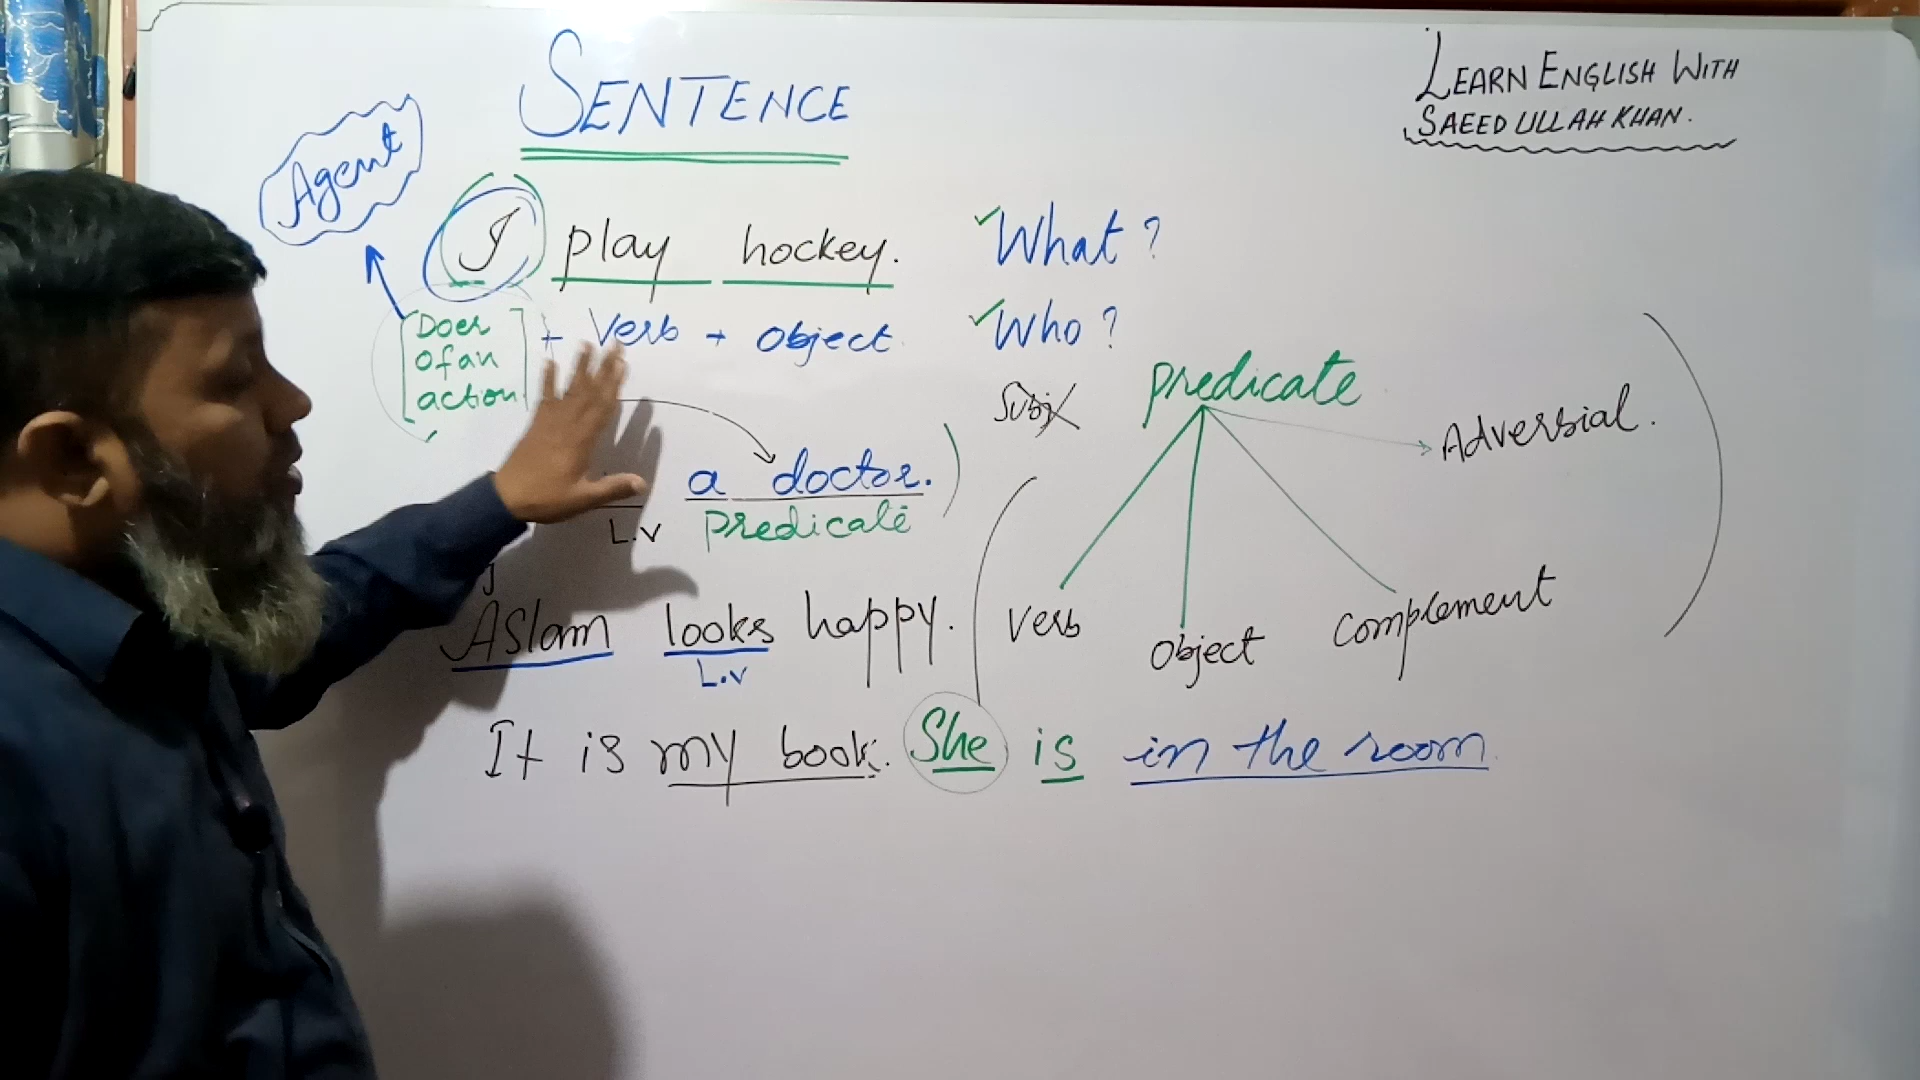 SENTENCE
LEARN ENGLISH WITH
SAEED ULLAH KHAN.
Agent
I play hockey. What?
Doer
Of an
action
+ Verb + Object Who?
Subj
predicate
Adversial.
a doctor.
L.V predicate
Aslam looks happy.
L.V
Verb
object
complement
It is my book. She is in the room.